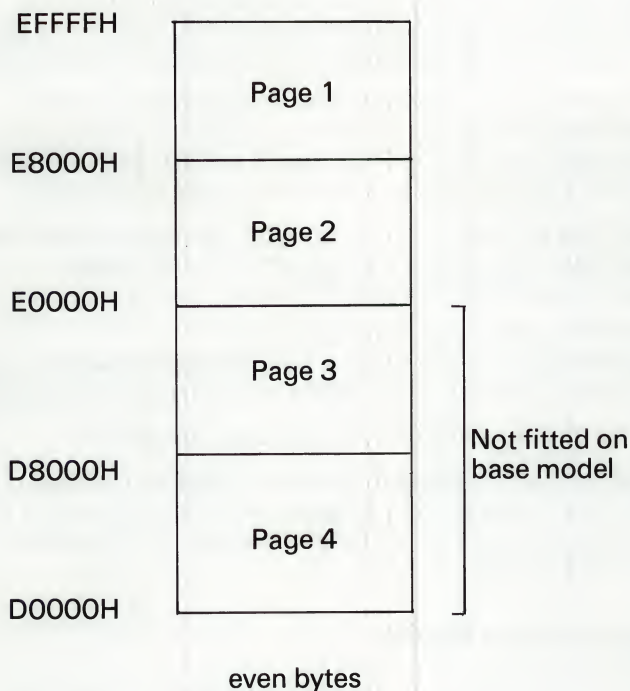 EFFFFH
Page 1
E8000H
Page 2
E0000H
Page 3
Not fitted on
base model
D8000H
Page 4
D0000H
even bytes